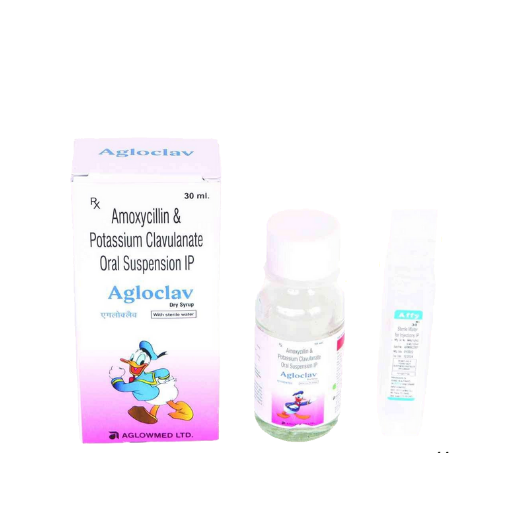 Agloclav
30 ml.
Rx
Amoxycillin &
Potassium Clavulanate
Oral Suspension IP
Agloclav
Dry Syrup
एग्लोक्लेव
With sterile water
AGLOWMED LTD.
Amoxycillin &
Potassium Clavulanate
Oral Suspension IP
Agloclav